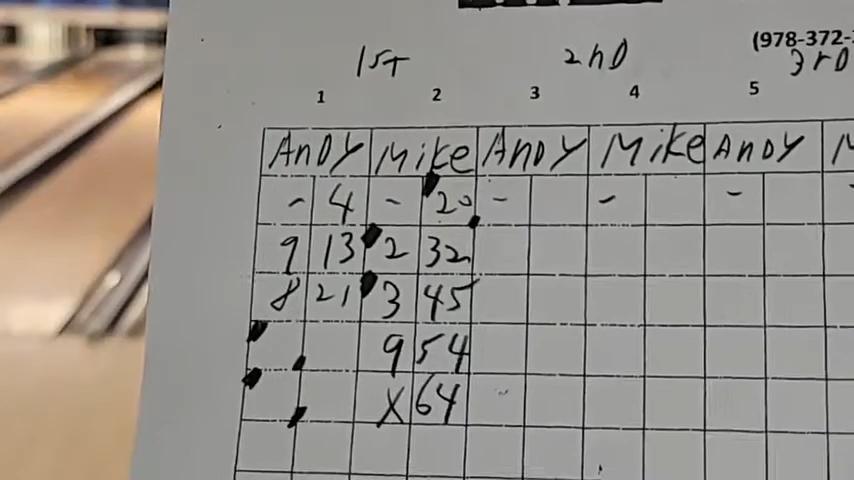 (978-372-
1ST 2ND 3RD
1 2 3 4 5
ANDY MiKE ANDY MiKE ANDY M
- 4 - 20 - - -
9 13 2 32
8 21 3 45
9 54
X 64